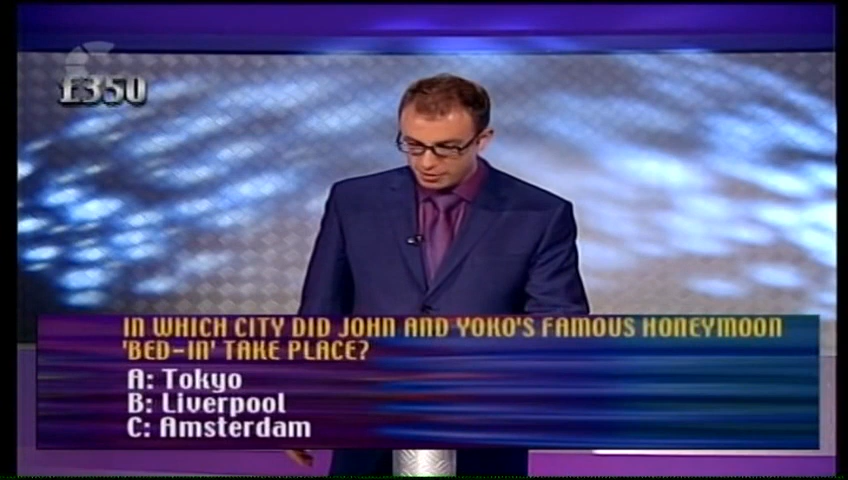 £350
IN WHICH CITY DID JOHN AND YOKO'S FAMOUS HONEYMOON
'BED-IN' TAKE PLACE?
A: Tokyo
B: Liverpool
C: Amsterdam